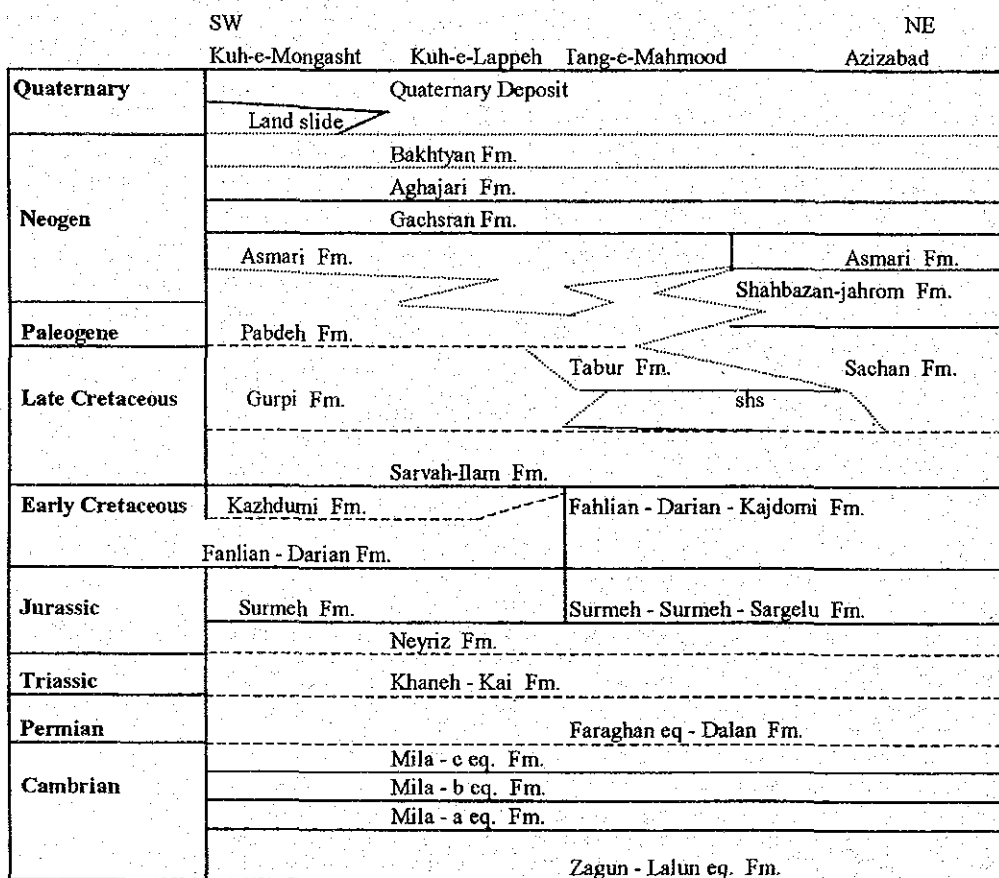 SW NE
Kuh-e-Mongasht Kuh-e-Lappeh Tang-e-Mahmood Azizabad
Quaternary Quaternary Deposit
Land slide
Bakhtyan Fm.
Aghajari Fm.
Neogen Gachsran Fm.
Asmari Fm. Asmari Fm.
Shahbazan-jahrom Fm.
Paleogene Pabdeh Fm.
Tabur Fm. Sachan Fm.
Late Cretaceous Gurpi Fm. shs
Sarvah-Ilam Fm.
Early Cretaceous Kazhdumi Fm. Fahlian - Darian - Kajdomi Fm.
Fanlian - Darian Fm.
Jurassic Surmeh Fm. Surmeh - Surmeh - Sargelu Fm.
Neyriz Fm.
Triassic Khaneh - Kai Fm.
Permian Faraghan eq - Dalan Fm.
Mila - c eq. Fm.
Cambrian Mila - b eq. Fm.
Mila - a eq. Fm.
Zagun - Lalun eq. Fm.